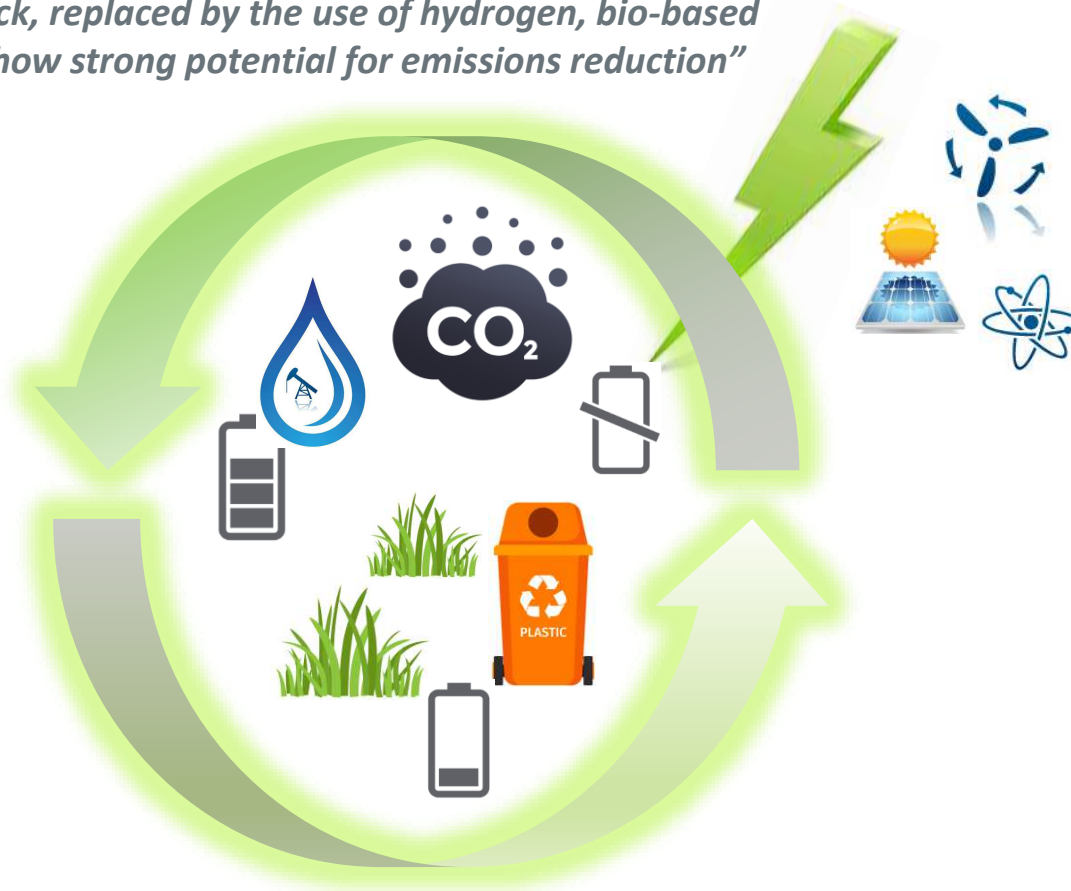 ck, replaced by the use of hydrogen, bio-based
how strong potential for emissions reduction”
CO2
PLASTIC